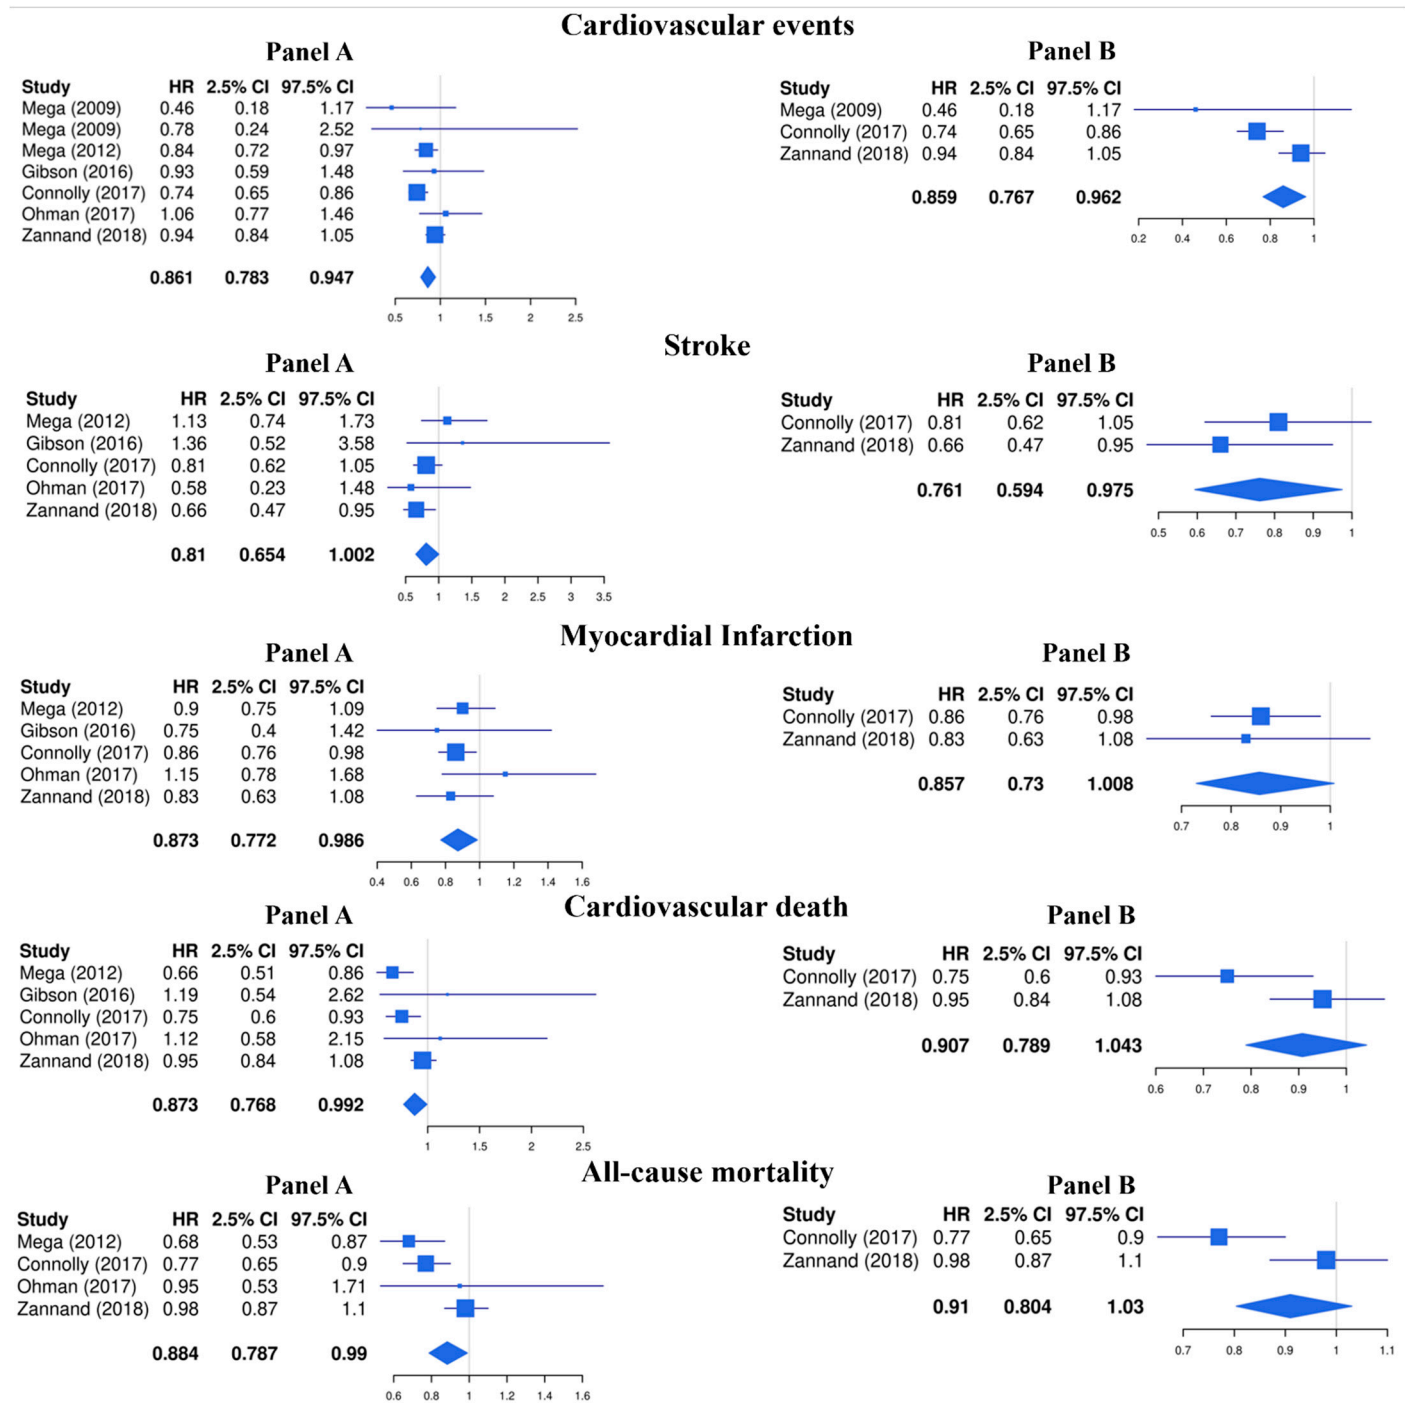 Cardiovascular events
Panel A
Study HR 2.5% CI 97.5% CI
Mega (2009) 0.46 0.18 1.17
Mega (2009) 0.78 0.24 2.52
Mega (2012) 0.84 0.72 0.97
Gibson (2016) 0.93 0.59 1.48
Connolly (2017) 0.74 0.65 0.86
Ohman (2017) 1.06 0.77 1.46
Zannand (2018) 0.94 0.84 1.05
0.861 0.783 0.947
0.5 1 1.5 2 2.5
Panel B
Study HR 2.5% CI 97.5% CI
Mega (2009) 0.46 0.18 1.17
Connolly (2017) 0.74 0.65 0.86
Zannand (2018) 0.94 0.84 1.05
0.859 0.767 0.962
0.2 0.4 0.6 0.8 1
Stroke
Panel A
Study HR 2.5% CI 97.5% CI
Mega (2012) 1.13 0.74 1.73
Gibson (2016) 1.36 0.52 3.58
Connolly (2017) 0.81 0.62 1.05
Ohman (2017) 0.58 0.23 1.48
Zannand (2018) 0.66 0.47 0.95
0.81 0.654 1.002
0.5 1 1.5 2 2.5 3 3.5
Panel B
Study HR 2.5% CI 97.5% CI
Connolly (2017) 0.81 0.62 1.05
Zannand (2018) 0.66 0.47 0.95
0.761 0.594 0.975
0.5 0.6 0.7 0.8 0.9 1
Myocardial Infarction
Panel A
Study HR 2.5% CI 97.5% CI
Mega (2012) 0.9 0.75 1.09
Gibson (2016) 0.75 0.4 1.42
Connolly (2017) 0.86 0.76 0.98
Ohman (2017) 1.15 0.78 1.68
Zannand (2018) 0.83 0.63 1.08
0.873 0.772 0.986
0.4 0.6 0.8 1 1.2 1.4 1.6
Panel B
Study HR 2.5% CI 97.5% CI
Connolly (2017) 0.86 0.76 0.98
Zannand (2018) 0.83 0.63 1.08
0.857 0.73 1.008
0.7 0.8 0.9 1
Cardiovascular death
Panel A
Study HR 2.5% CI 97.5% CI
Mega (2012) 0.66 0.51 0.86
Gibson (2016) 1.19 0.54 2.62
Connolly (2017) 0.75 0.6 0.93
Ohman (2017) 1.12 0.58 2.15
Zannand (2018) 0.95 0.84 1.08
0.873 0.768 0.992
1 1.5 2 2.5
Panel B
Study HR 2.5% CI 97.5% CI
Connolly (2017) 0.75 0.6 0.93
Zannand (2018) 0.95 0.84 1.08
0.907 0.789 1.043
0.6 0.7 0.8 0.9 1
All-cause mortality
Panel A
Study HR 2.5% CI 97.5% CI
Mega (2012) 0.68 0.53 0.87
Connolly (2017) 0.77 0.65 0.9
Ohman (2017) 0.95 0.53 1.71
Zannand (2018) 0.98 0.87 1.1
0.884 0.787 0.99
0.6 0.8 1 1.2 1.4 1.6
Panel B
Study HR 2.5% CI 97.5% CI
Connolly (2017) 0.77 0.65 0.9
Zannand (2018) 0.98 0.87 1.1
0.91 0.804 1.03
0.7 0.8 0.9 1 1.1